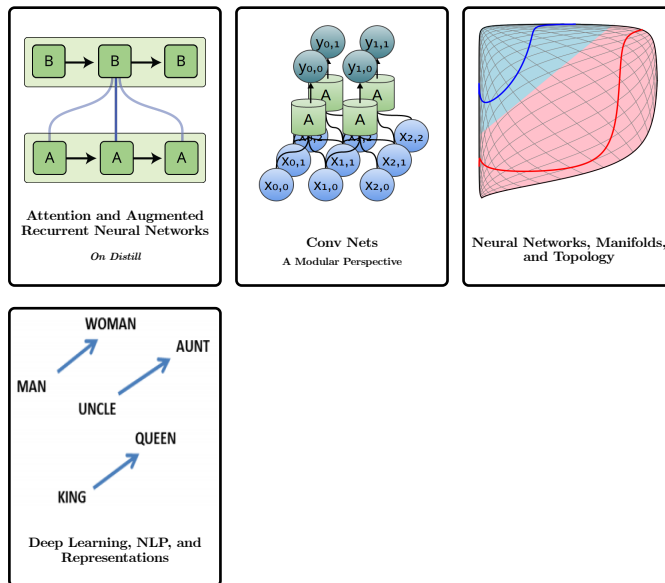 B B B
A A A
Attention and Augmented
Recurrent Neural Networks
On Distill
y0,1 y1,1
y0,0 y1,0
A A
A A
x2,2
x0,1 x1,1 x2,1
x0,0 x1,0 x2,0
Conv Nets
A Modular Perspective
Neural Networks, Manifolds,
and Topology
WOMAN
AUNT
MAN
UNCLE
QUEEN
KING
Deep Learning, NLP, and
Representations